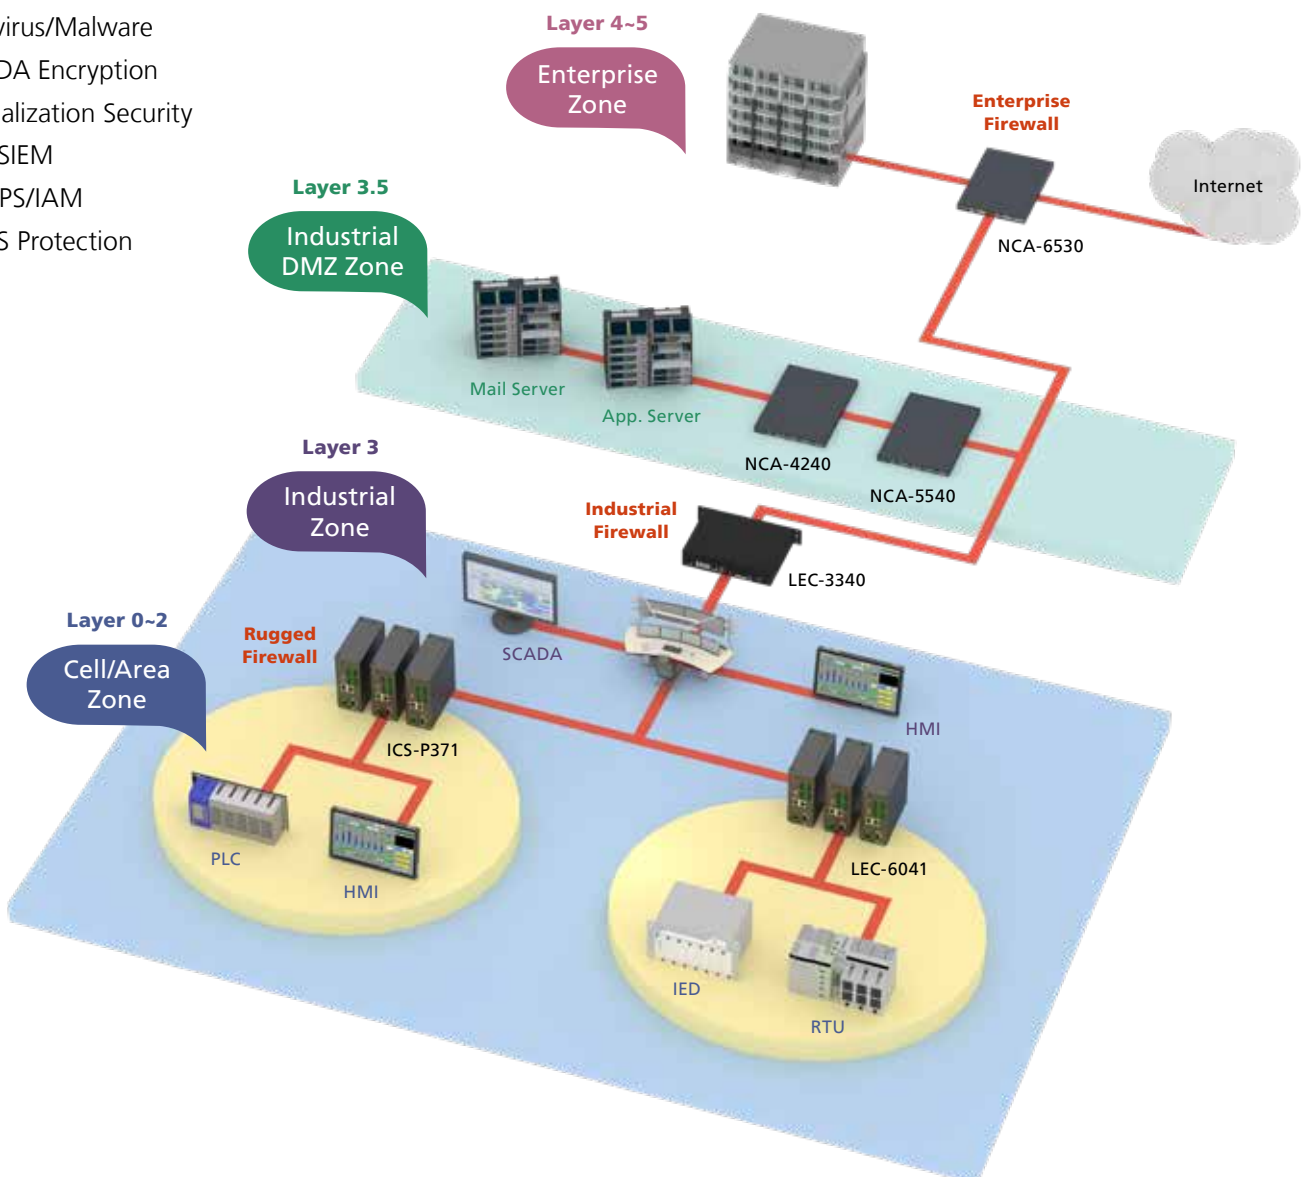 virus/Malware
DA Encryption
alization Security
SIEM
PS/IAM
S Protection
Layer 4~5
Enterprise
Zone
Enterprise
Firewall
Internet
NCA-6530
Layer 3.5
Industrial
DMZ Zone
Mail Server
App. Server
NCA-4240
NCA-5540
Layer 3
Industrial
Zone
Industrial
Firewall
LEC-3340
SCADA
HMI
Layer 0~2
Cell/Area
Zone
Rugged
Firewall
ICS-P371
PLC
HMI
LEC-6041
IED
RTU